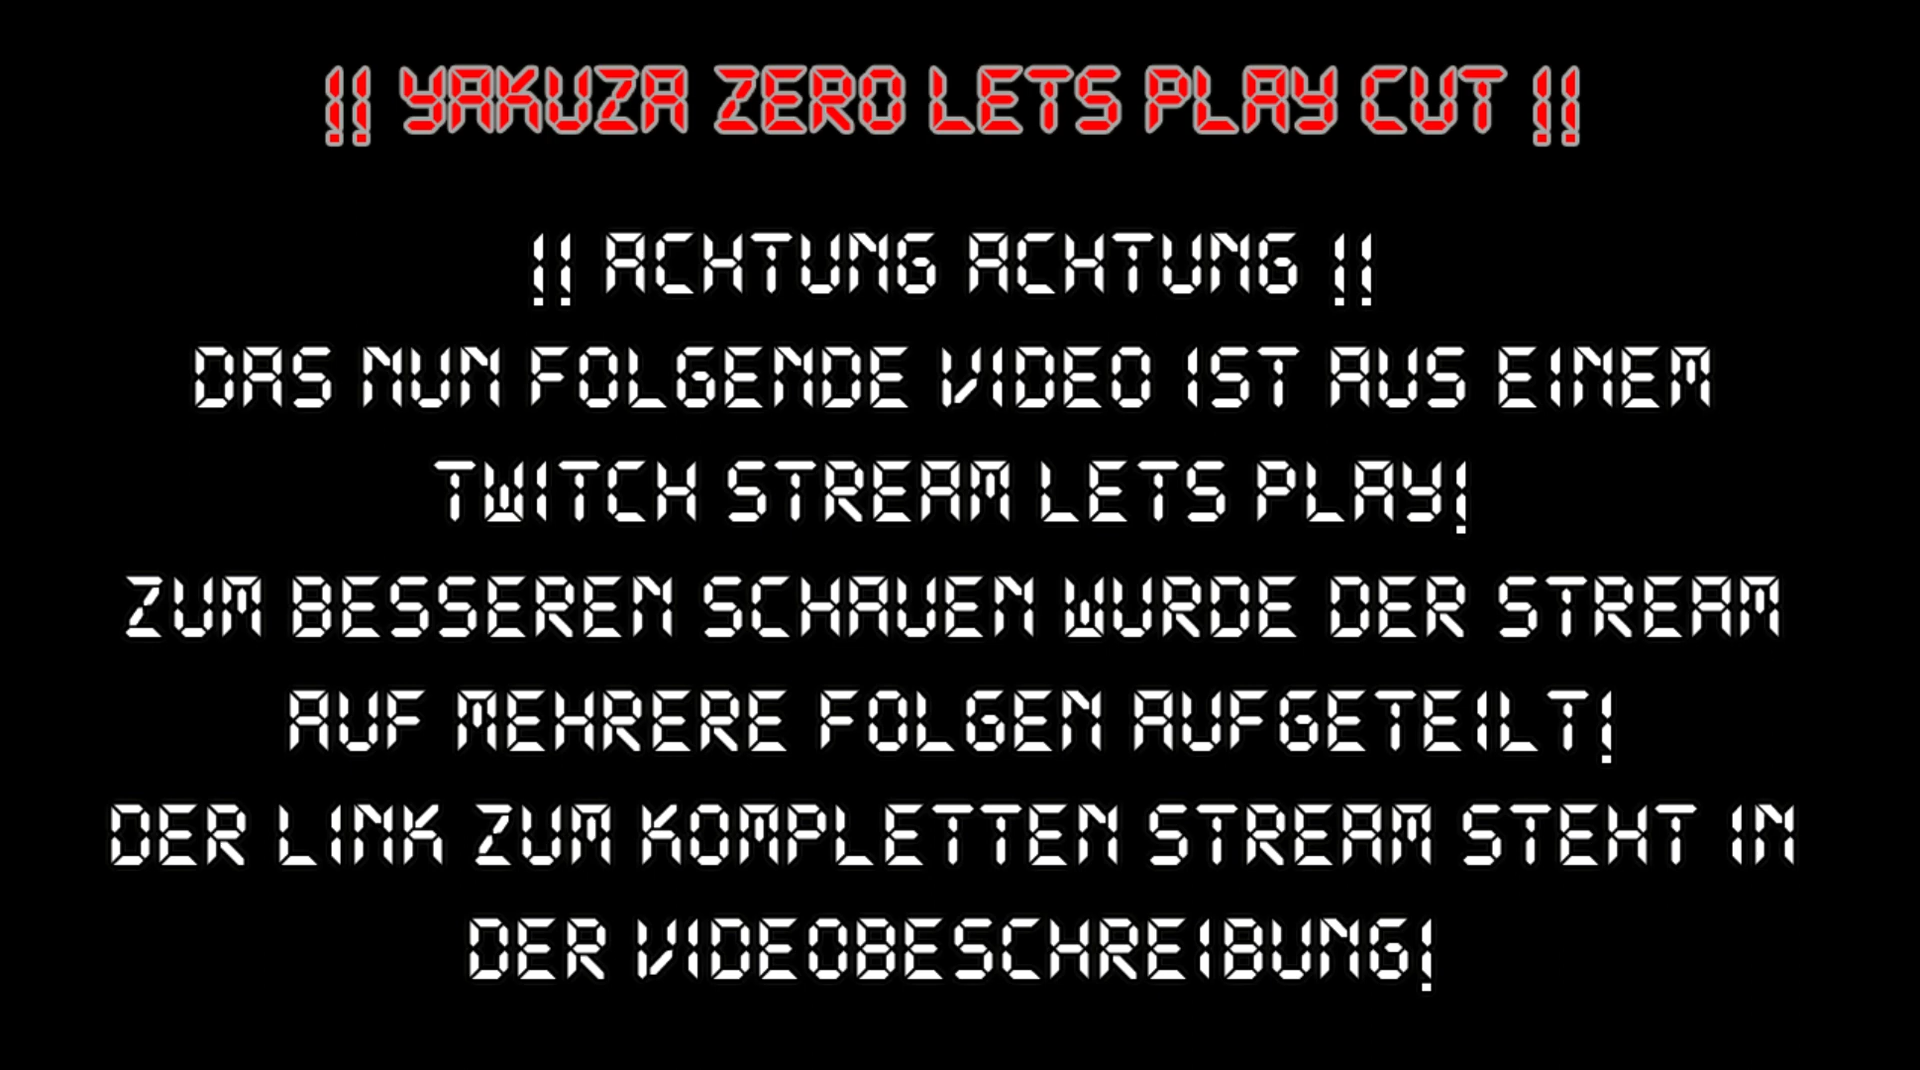 !! YAKUZA ZERO LETS PLAY CUT !!
!! ACHTUNG ACHTUNG !!
DAS NUN FOLGENDE VIDEO IST AUS EINEM
TWITCH STREAM LETS PLAY!
ZUM BESSEREN SCHAUEN WURDE DER STREAM
AUF MEHRERE FOLGEN AUFGETEILT!
DER LINK ZUM KOMPLETTEN STREAM STEHT IN
DER VIDEOBESCHREIBUNG!